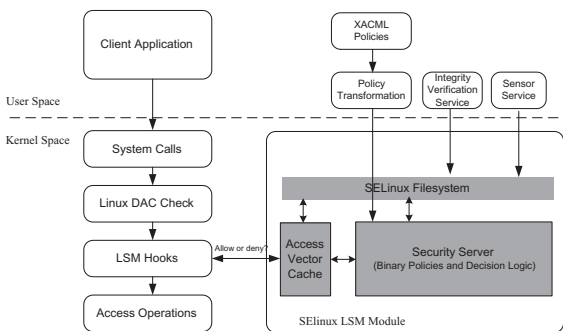 Client Application
XACML
Policies
Policy
Transformation
Integrity
Verification
Service
Sensor
Service
User Space
Kernel Space
System Calls
Linux DAC Check
LSM Hooks
Access Operations
Allow or deny?
SELinux Filesystem
Access
Vector
Cache
Security Server
(Binary Policies and Decision Logic)
SElinux LSM Module